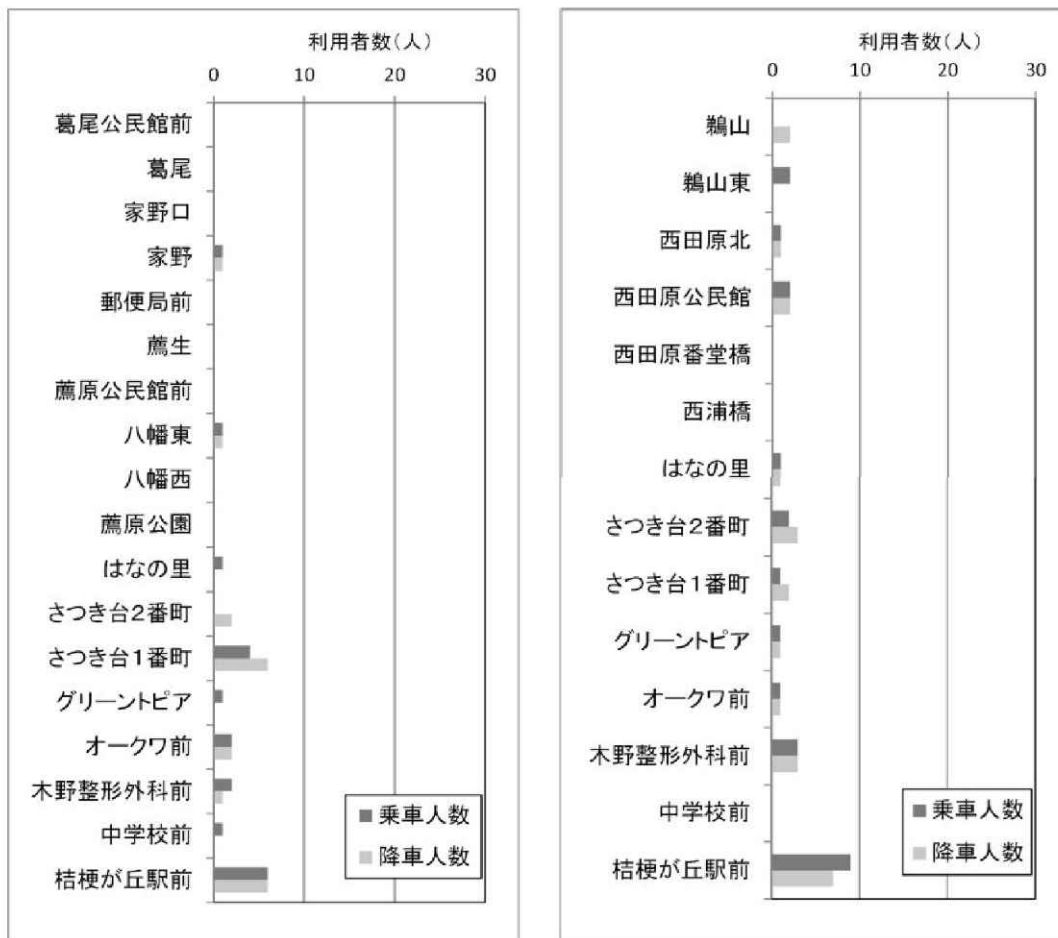 利用者数(人)
0 10 20 30
葛尾公民館前
葛尾
家野口
家野
郵便局前
薦生
薦原公民館前
八幡東
八幡西
薦原公園
はなの里
さつき台2番町
さつき台1番町
グリーントピア
オークワ前
木野整形外科前
中学校前
桔梗が丘駅前
乗車人数
降車人数
利用者数(人)
0 10 20 30
鵜山
鵜山東
西田原北
西田原公民館
西田原番堂橋
西浦橋
はなの里
さつき台2番町
さつき台1番町
グリーントピア
オークワ前
木野整形外科前
中学校前
桔梗が丘駅前
乗車人数
降車人数